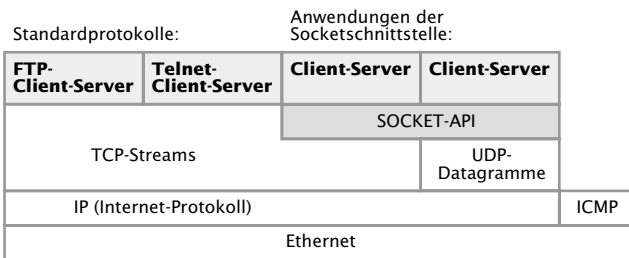 Standardprotokolle:
Anwendungen der
Socketschnittstelle:
FTP-
Client-Server
Telnet-
Client-Server
Client-Server
Client-Server
SOCKET-API
TCP-Streams
UDP-
Datagramme
IP (Internet-Protokoll)
ICMP
Ethernet